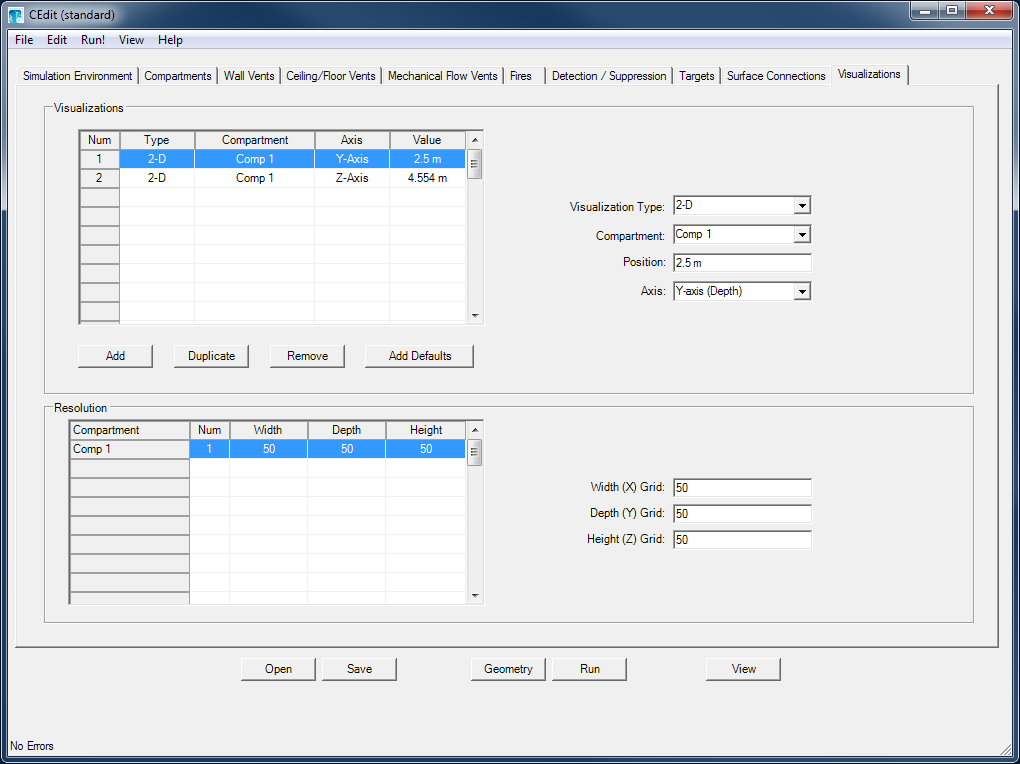 CEdit (standard)
File Edit Run! View Help
Simulation Environment Compartments Wall Vents Ceiling/Floor Vents Mechanical Flow Vents Fires Detection / Suppression Targets Surface Connections Visualizations
Visualizations
Num Type Compartment Axis Value
1 2-D Comp 1 Y-Axis 2.5 m
2 2-D Comp 1 Z-Axis 4.554 m
Visualization Type: 2-D
Compartment: Comp 1
Position: 2.5 m
Axis: Y-axis (Depth)
Add Duplicate Remove Add Defaults
Resolution
Compartment Num Width Depth Height
Comp 1 1 50 50 50
Width (X) Grid: 50
Depth (Y) Grid: 50
Height (Z) Grid: 50
Open Save Geometry Run View
No Errors